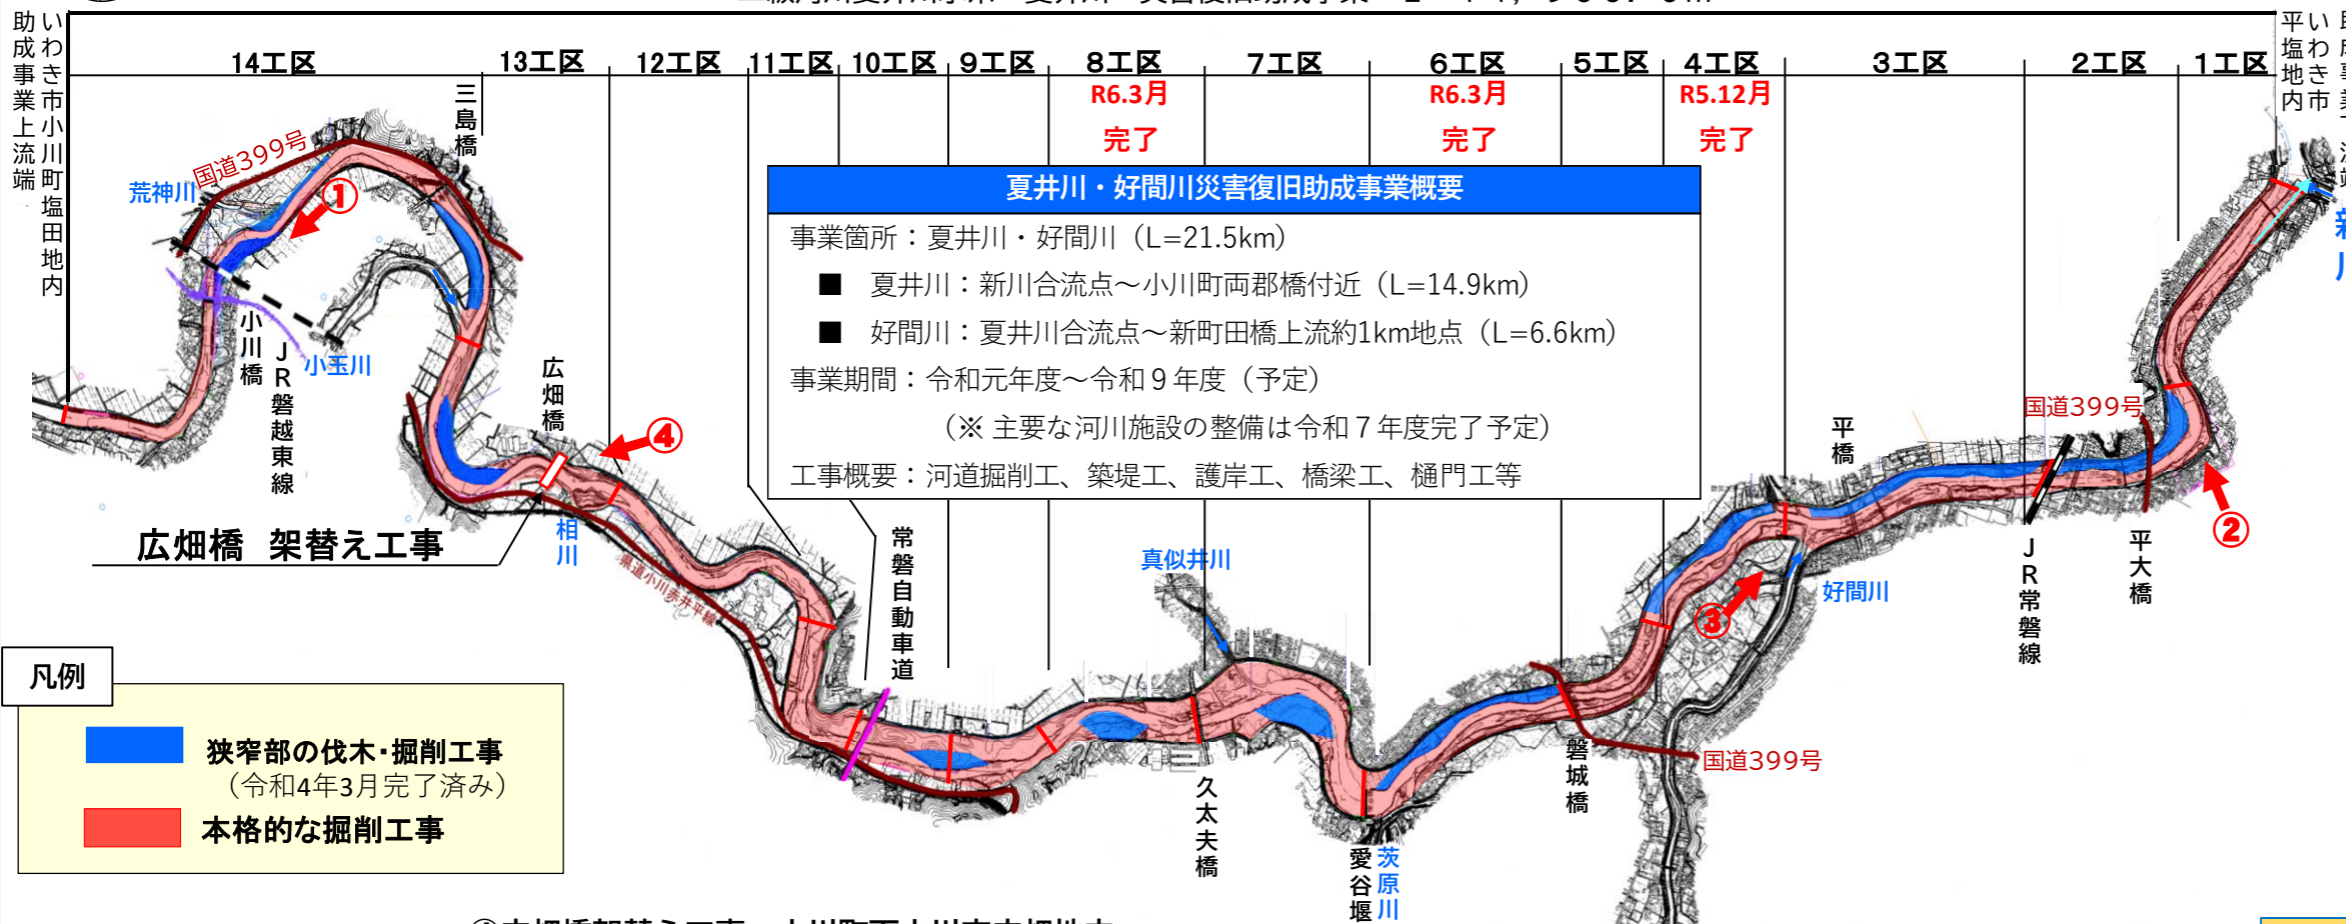 助成事業上流端
いわき市小川町塩田地内
14工区
13工区
12工区
11工区
10工区
9工区
8工区
7工区
6工区
5工区
4工区
3工区
2工区
1工区
R6.3月
完了
R6.3月
完了
R5.12月
完了
いわき市
平塩地内
三島橋
国道399号
荒神川
①
小川橋
JR磐越東線
小玉川
広畑橋
④
相川
広畑橋 架替え工事
県道小川赤井平線
夏井川・好間川災害復旧助成事業概要
事業箇所：夏井川・好間川（L=21.5km）
■ 夏井川：新川合流点～小川町両郡橋付近（L=14.9km）
■ 好間川：夏井川合流点～新町田橋上流約1km地点（L=6.6km）
事業期間：令和元年度～令和９年度（予定）
（※ 主要な河川施設の整備は令和７年度完了予定）
工事概要：河道掘削工、築堤工、護岸工、橋梁工、樋門工等
常磐自動車道
真似井川
久太夫橋
愛谷堰
茨原川
磐城橋
国道399号
③
好間川
平橋
国道399号
JR常磐線
平大橋
②
凡例
狭窄部の伐木・掘削工事
（令和4年3月完了済み）
本格的な掘削工事